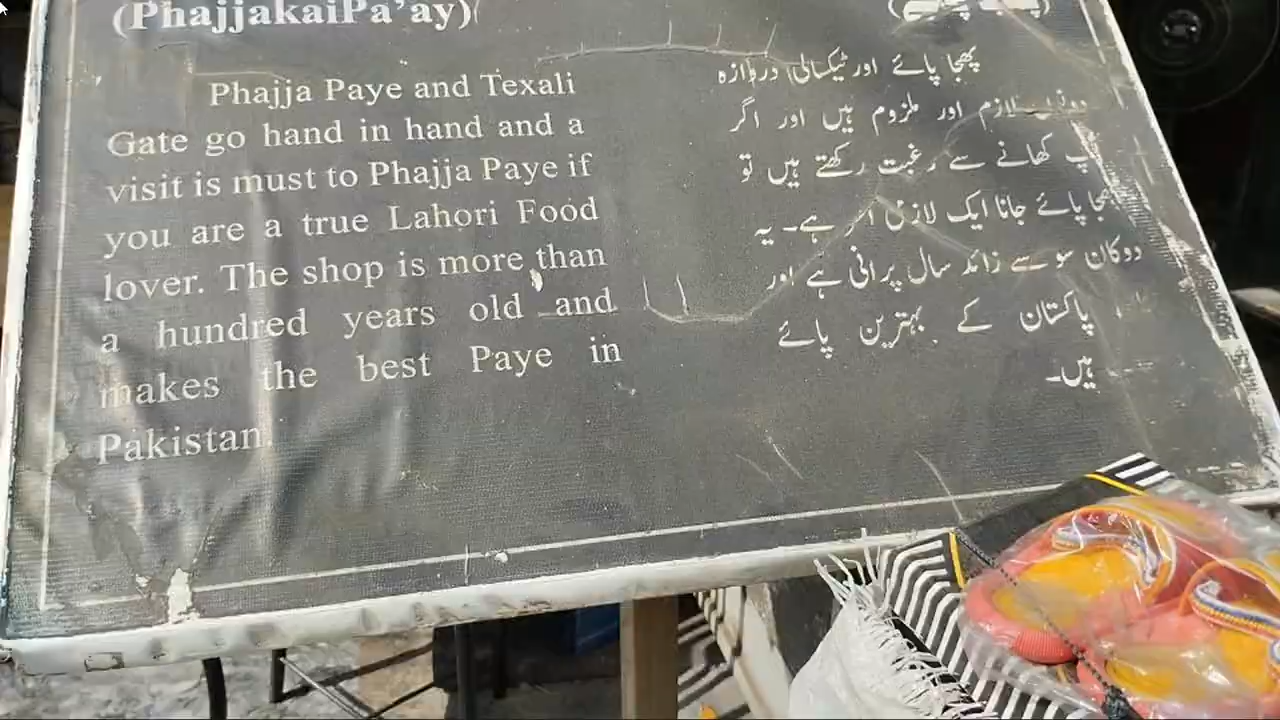 (PhajjakaiPa'ay)
Phajja Paye and Texali
Gate go hand in hand and a
visit is must to Phajja Paye if
you are a true Lahori Food
lover. The shop is more than
a hundred years old and
makes the best Paye in
Pakistan.
پھجا پائے اور ٹیکسالی دروازہ
لازم اور ملزوم ہیں اور اگر
کھانے سے رغبت رکھتے ہیں تو
پائے جانا ایک لازمی امر ہے۔ یہ
دوکان سو سے زائد سال پرانی ہے اور
پاکستان کے بہترین پائے
ہیں۔